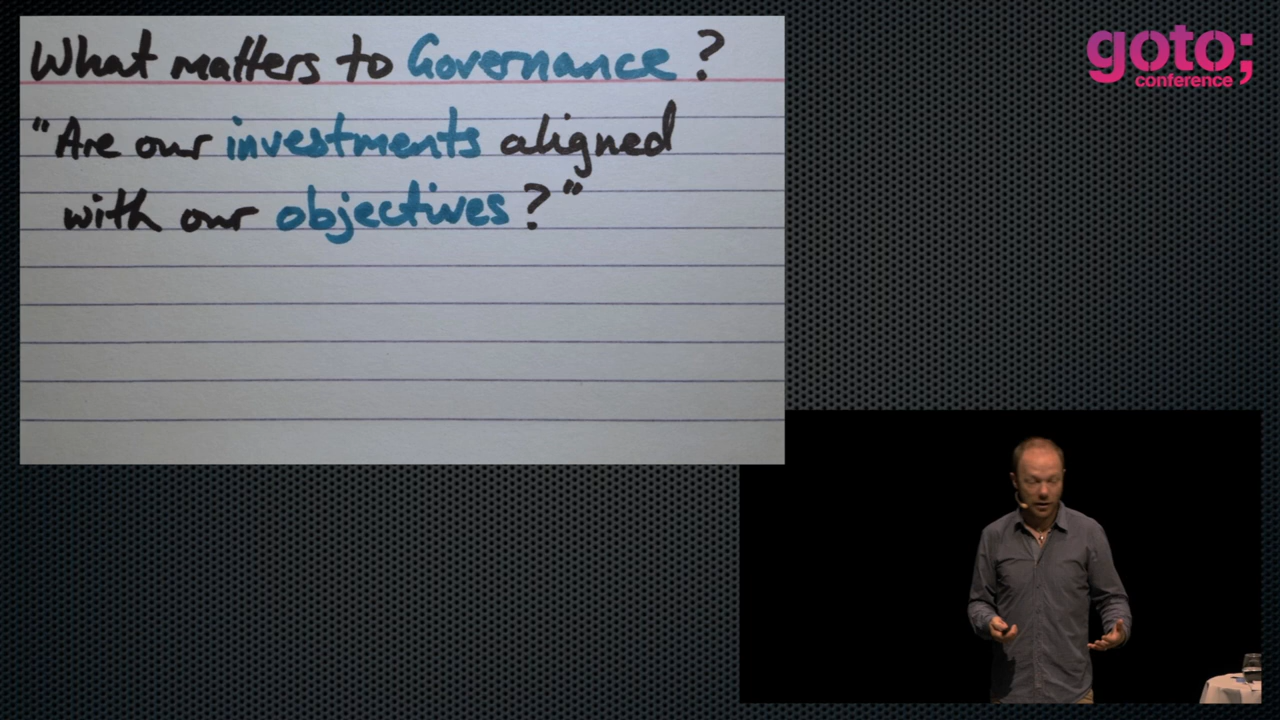 What matters to Governance?
"Are our investments aligned
with our objectives?"
goto;
conference